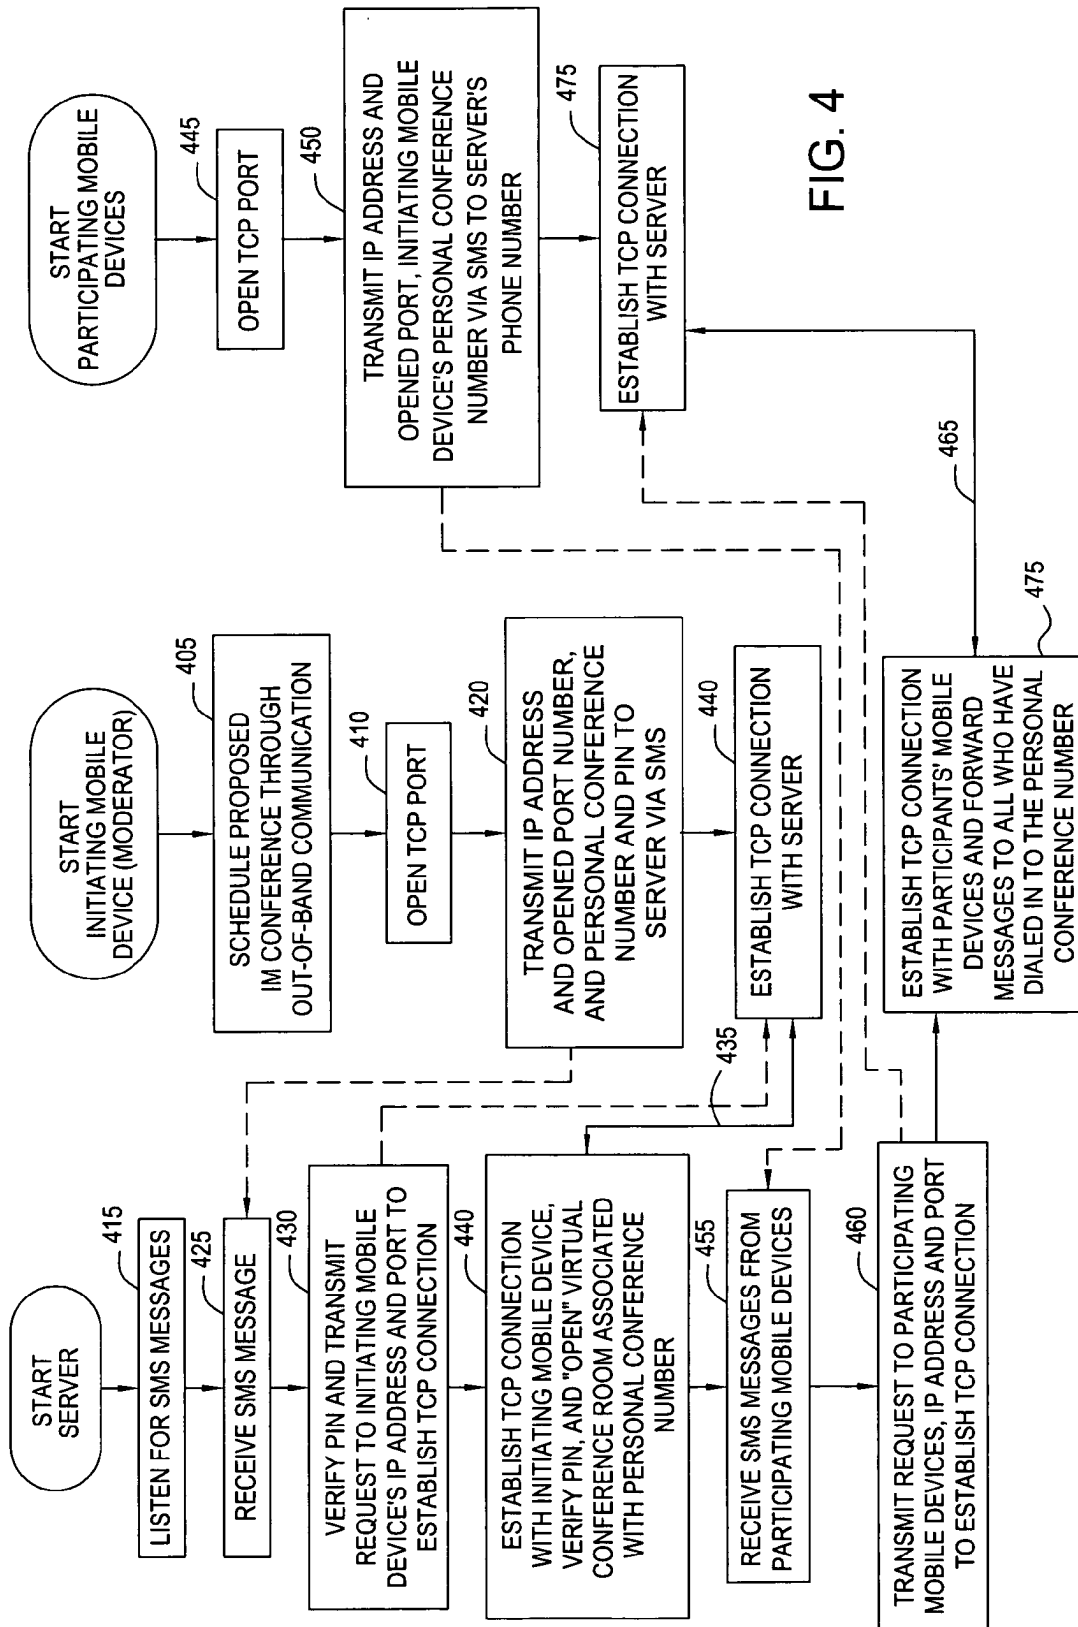 START
SERVER
415
LISTEN FOR SMS MESSAGES
425
RECEIVE SMS MESSAGE
430
VERIFY PIN AND TRANSMIT
REQUEST TO INITIATING MOBILE
DEVICE'S IP ADDRESS AND PORT TO
ESTABLISH TCP CONNECTION
440
ESTABLISH TCP CONNECTION
WITH INITIATING MOBILE DEVICE,
VERIFY PIN, AND "OPEN" VIRTUAL
CONFERENCE ROOM ASSOCIATED
WITH PERSONAL CONFERENCE
NUMBER
455
RECEIVE SMS MESSAGES FROM
PARTICIPATING MOBILE DEVICES
460
TRANSMIT REQUEST TO PARTICIPATING
MOBILE DEVICES, IP ADDRESS AND PORT
TO ESTABLISH TCP CONNECTION
START
INITIATING MOBILE
DEVICE (MODERATOR)
405
SCHEDULE PROPOSED
IM CONFERENCE THROUGH
OUT-OF-BAND COMMUNICATION
410
OPEN TCP PORT
420
TRANSMIT IP ADDRESS
AND OPENED PORT NUMBER,
AND PERSONAL CONFERENCE
NUMBER AND PIN TO
SERVER VIA SMS
440
ESTABLISH TCP CONNECTION
WITH SERVER
435
475
ESTABLISH TCP CONNECTION
WITH PARTICIPANTS' MOBILE
DEVICES AND FORWARD
MESSAGES TO ALL WHO HAVE
DIALED IN TO THE PERSONAL
CONFERENCE NUMBER
465
START
PARTICIPATING MOBILE
DEVICES
445
OPEN TCP PORT
450
TRANSMIT IP ADDRESS AND
OPENED PORT, INITIATING MOBILE
DEVICE'S PERSONAL CONFERENCE
NUMBER VIA SMS TO SERVER'S
PHONE NUMBER
475
ESTABLISH TCP CONNECTION
WITH SERVER
FIG. 4